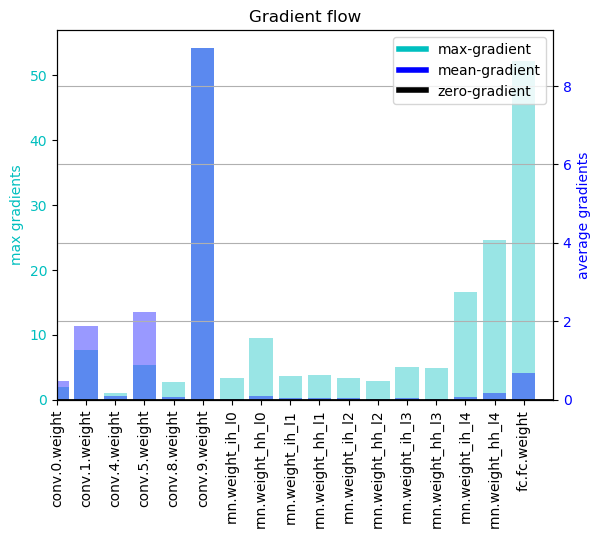 Gradient flow
max-gradient
mean-gradient
zero-gradient
max gradients
50
40
30
20
10
0
average gradients
8
6
4
2
0
conv.0.weight
conv.1.weight
conv.4.weight
conv.5.weight
conv.8.weight
conv.9.weight
rnn.weight_ih_l0
rnn.weight_hh_l0
rnn.weight_ih_l1
rnn.weight_hh_l1
rnn.weight_ih_l2
rnn.weight_hh_l2
rnn.weight_ih_l3
rnn.weight_hh_l3
rnn.weight_ih_l4
rnn.weight_hh_l4
fc.fc.weight